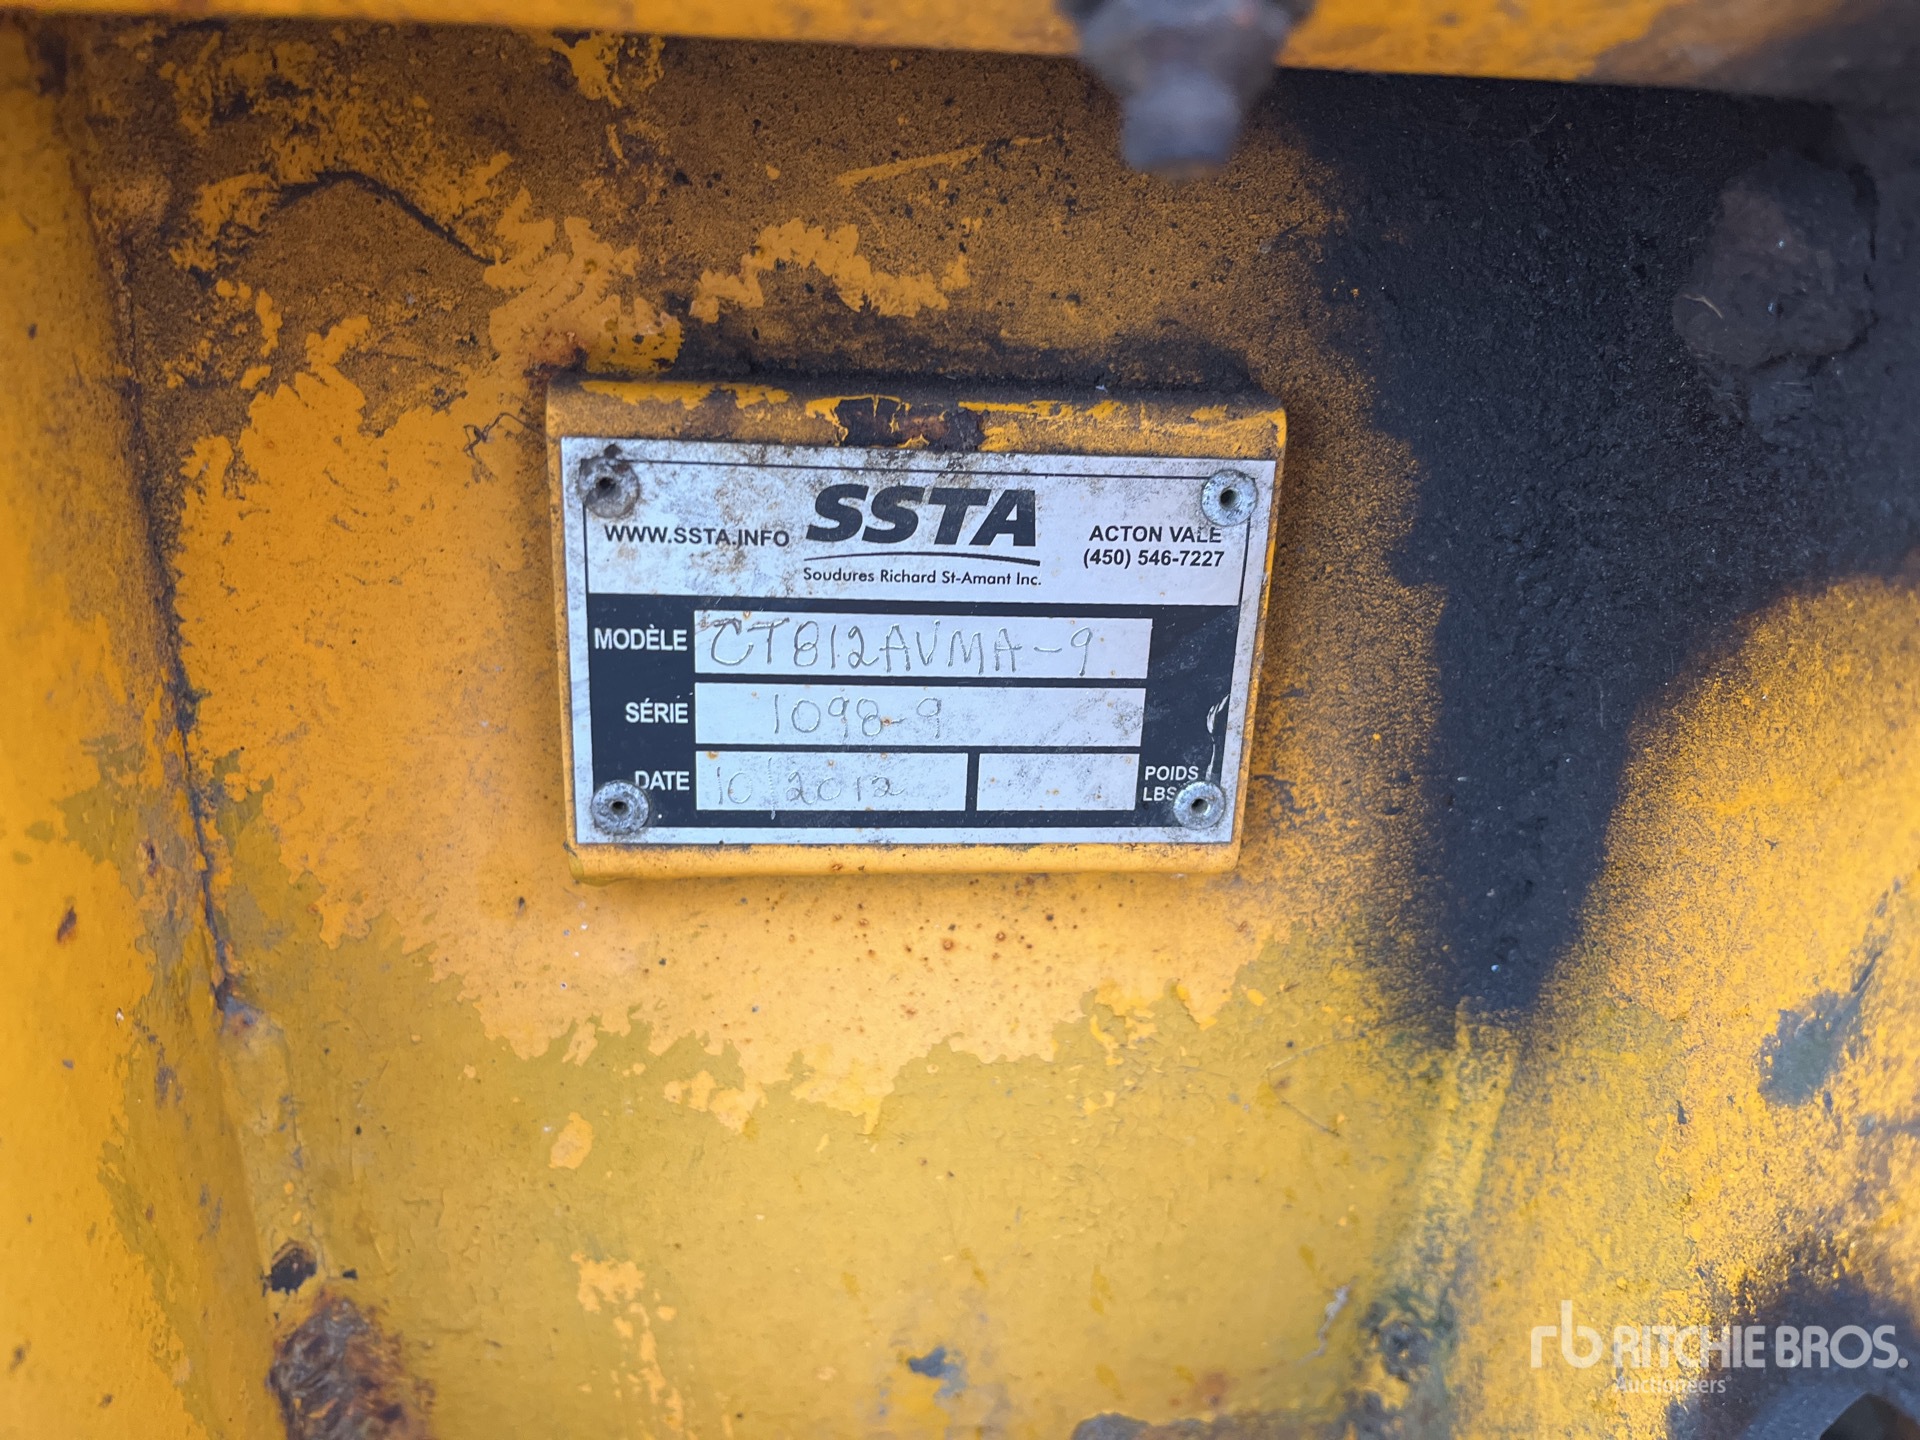 WWW.SSTA.INFO
SSTA
Soudures Richard St-Amant Inc.
ACTON VALE
(450) 546-7227
MODÈLE CT812AVMA-9
SÉRIE 1098-9
DATE 10/2012
POIDS
LBS
rb RITCHIE BROS.
Auctioneers